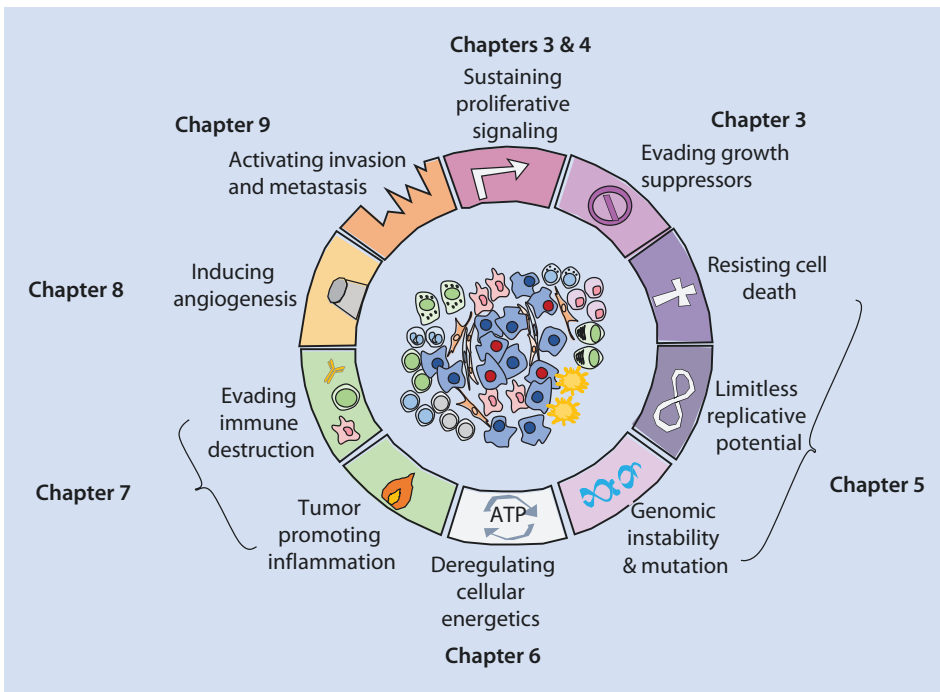 Chapters 3 & 4
Sustaining
proliferative
signaling
Chapter 3
Evading growth
suppressors
Resisting cell
death
Limitless
replicative
potential
Chapter 5
Genomic
instability
& mutation
ATP
Deregulating
cellular
energetics
Chapter 6
Tumor
promoting
inflammation
Chapter 7
Evading
immune
destruction
Chapter 8
Inducing
angiogenesis
Chapter 9
Activating invasion
and metastasis